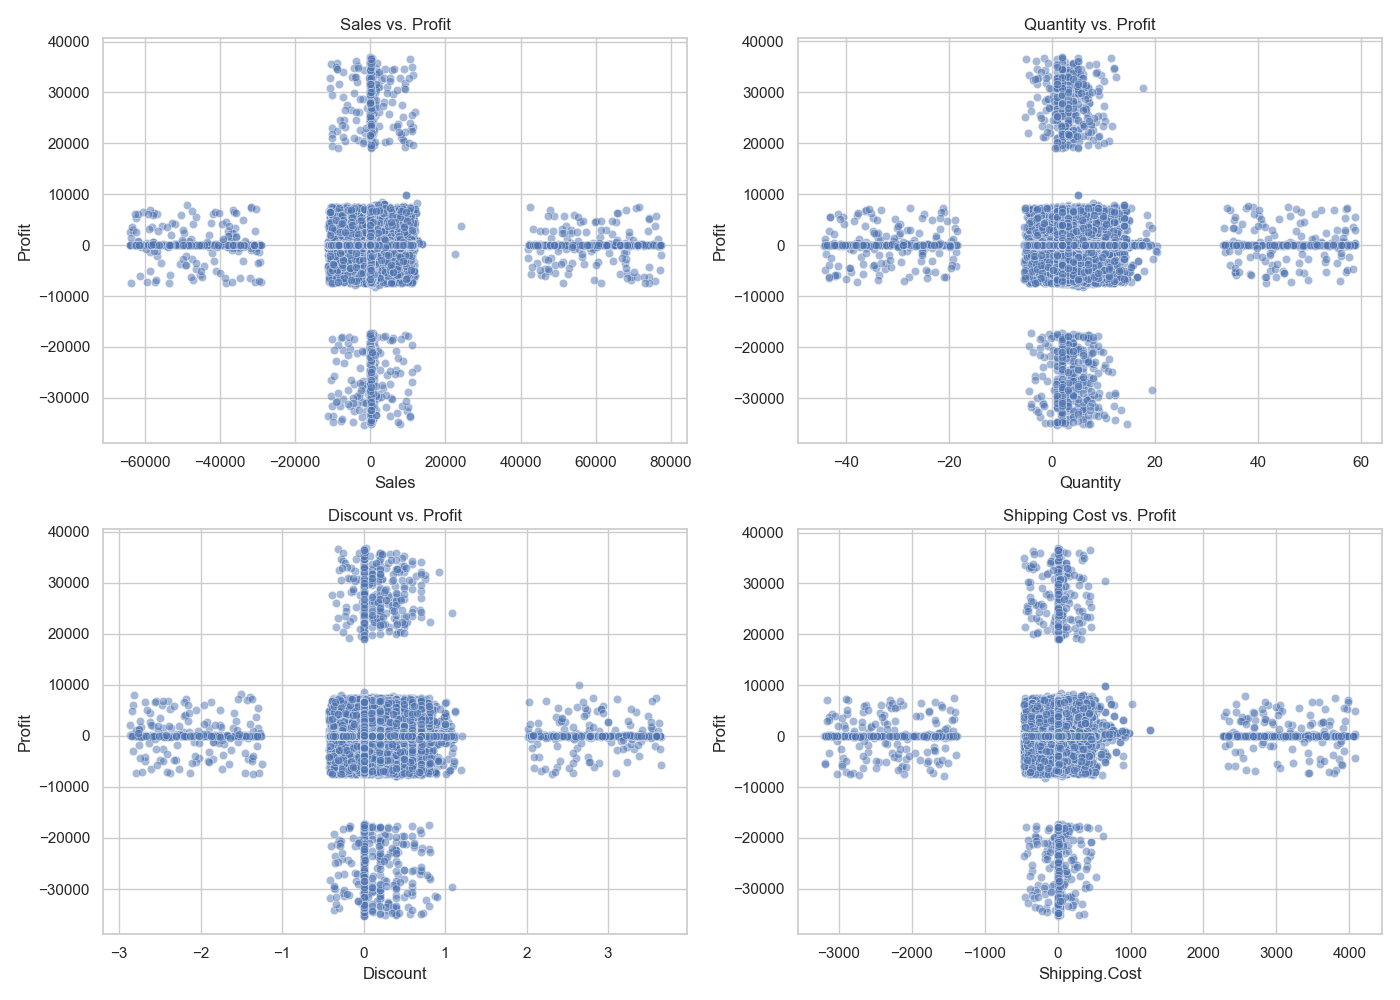 Sales vs. Profit
40000
30000
20000
10000
0
−10000
−20000
−30000
Profit
−60000 −40000 −20000 0 20000 40000 60000 80000
Sales
Quantity vs. Profit
40000
30000
20000
10000
0
−10000
−20000
−30000
Profit
−40 −20 0 20 40 60
Quantity
Discount vs. Profit
40000
30000
20000
10000
0
−10000
−20000
−30000
Profit
−3 −2 −1 0 1 2 3
Discount
Shipping Cost vs. Profit
40000
30000
20000
10000
0
−10000
−20000
−30000
Profit
−3000 −2000 −1000 0 1000 2000 3000 4000
Shipping.Cost